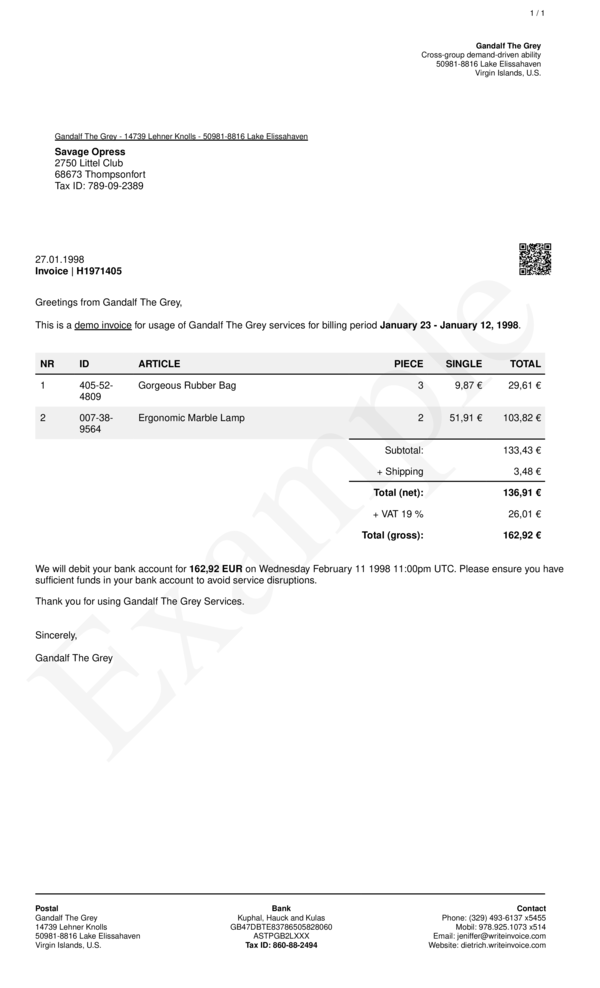 1 / 1
Gandalf The Grey
Cross-group demand-driven ability
50981-8816 Lake Elissahaven
Virgin Islands, U.S.
Gandalf The Grey - 14739 Lehner Knolls - 50981-8816 Lake Elissahaven
Savage Opress
2750 Littel Club
68673 Thompsonfort
Tax ID: 789-09-2389
27.01.1998
Invoice | H1971405
Greetings from Gandalf The Grey,
This is a demo invoice for usage of Gandalf The Grey services for billing period January 23 - January 12, 1998.
NR ID ARTICLE PIECE SINGLE TOTAL
1 405-52-4809 Gorgeous Rubber Bag 3 9,87 € 29,61 €
2 007-38-9564 Ergonomic Marble Lamp 2 51,91 € 103,82 €
Subtotal: 133,43 €
+ Shipping 3,48 €
Total (net): 136,91 €
+ VAT 19 % 26,01 €
Total (gross): 162,92 €
We will debit your bank account for 162,92 EUR on Wednesday February 11 1998 11:00pm UTC. Please ensure you have
sufficient funds in your bank account to avoid service disruptions.
Thank you for using Gandalf The Grey Services.
Sincerely,
Gandalf The Grey
Example
Postal
Gandalf The Grey
14739 Lehner Knolls
50981-8816 Lake Elissahaven
Virgin Islands, U.S.
Bank
Kuphal, Hauck and Kulas
GB47DBTE83786505828060
ASTPGB2LXXX
Tax ID: 860-88-2494
Contact
Phone: (329) 493-6137 x5455
Mobil: 978.925.1073 x514
Email: jeniffer@writeinvoice.com
Website: dietrich.writeinvoice.com